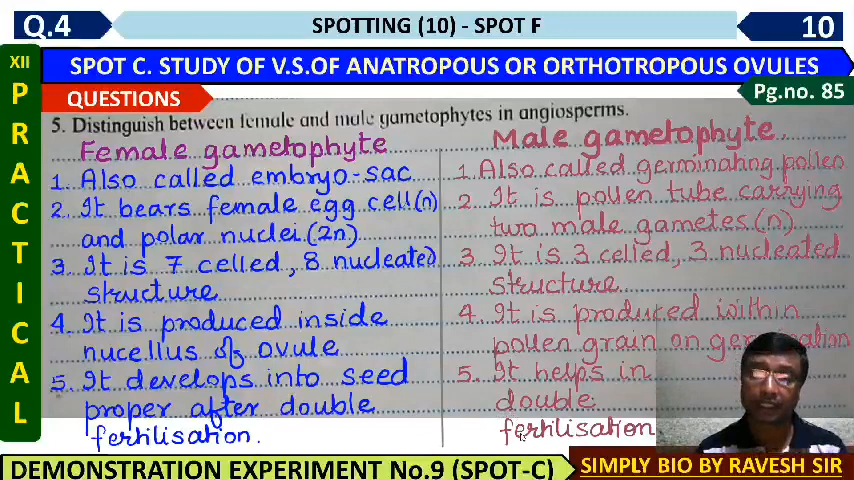 Q.4
SPOTTING (10) - SPOT F
10
XII
PRACTICAL
SPOT C. STUDY OF V.S.OF ANATROPOUS OR ORTHOTROPOUS OVULES
QUESTIONS
Pg.no. 85
5. Distinguish between female and male gametophytes in angiosperms.
Female gametophyte
1. Also called embryo-sac
2. It bears female egg cell(n)
and polar nuclei (2n)
3. It is 7 celled, 8 nucleated
structure
4. It is produced inside
nucellus of ovule
5. It develops into seed
proper after double
fertilisation.
Male gametophyte
1. Also called germinating pollen
2. It is pollen tube carrying
two male gametes (n)
3. It is 3 celled, 3 nucleated
structure
4. It is produced within
pollen grain on germination
5. It helps in
double
fertilisation.
DEMONSTRATION EXPERIMENT No.9 (SPOT-C)
SIMPLY BIO BY RAVESH SIR